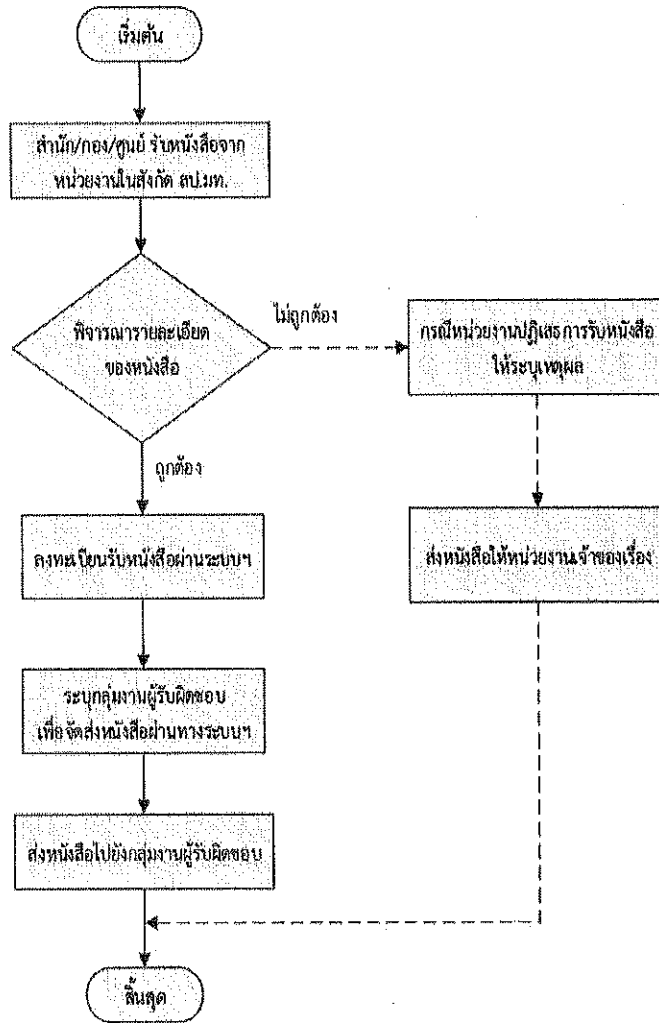 เริ่มต้น
สำนัก/กอง/ศูนย์ รับหนังสือจาก
หน่วยงานในสังกัด สป.มท.
พิจารณารายละเอียด
ของหนังสือ
ไม่ถูกต้อง
กรณีหน่วยงานปฏิเสธการรับหนังสือ
ให้ระบุเหตุผล
ถูกต้อง
ลงทะเบียนรับหนังสือผ่านระบบฯ
ส่งหนังสือให้หน่วยงานเจ้าของเรื่อง
ระบุกลุ่มงานผู้รับผิดชอบ
เพื่อจัดส่งหนังสือผ่านทางระบบฯ
ส่งหนังสือไปยังกลุ่มงานผู้รับผิดชอบ
สิ้นสุด